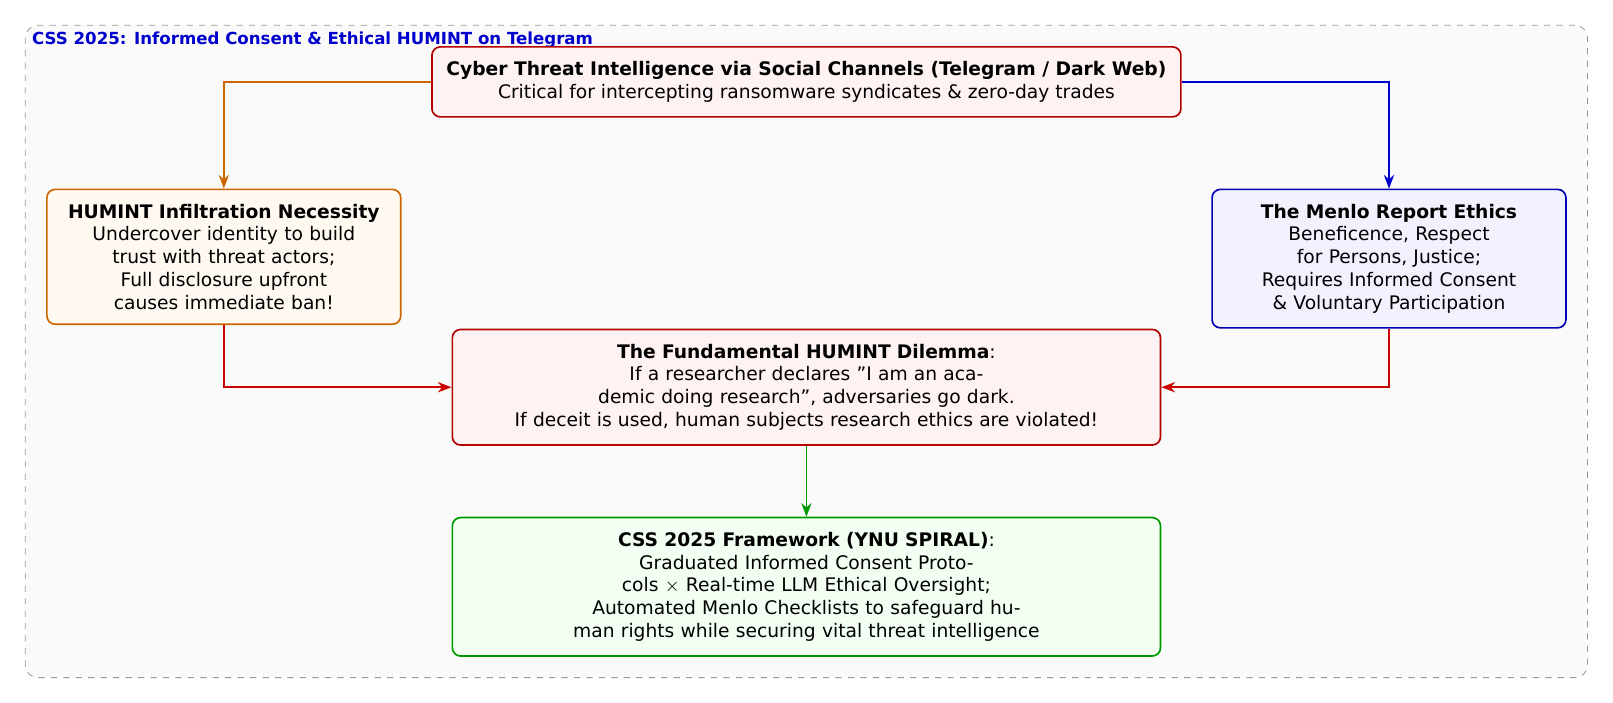 CSS 2025: Informed Consent & Ethical HUMINT on Telegram
Cyber Threat Intelligence via Social Channels (Telegram / Dark Web)
Critical for intercepting ransomware syndicates & zero-day trades
HUMINT Infiltration Necessity
Undercover identity to build
trust with threat actors;
Full disclosure upfront
causes immediate ban!
The Menlo Report Ethics
Beneficence, Respect
for Persons, Justice;
Requires Informed Consent
& Voluntary Participation
The Fundamental HUMINT Dilemma:
If a researcher declares ”I am an aca-
demic doing research”, adversaries go dark.
If deceit is used, human subjects research ethics are violated!
CSS 2025 Framework (YNU SPIRAL):
Graduated Informed Consent Proto-
cols × Real-time LLM Ethical Oversight;
Automated Menlo Checklists to safeguard hu-
man rights while securing vital threat intelligence